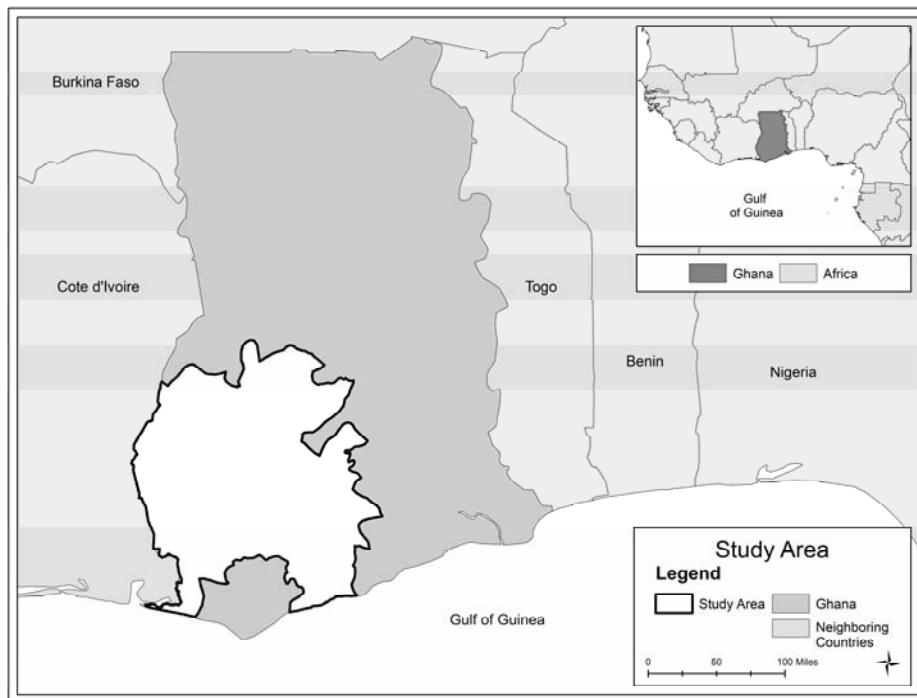 Burkina Faso
Cote d'Ivoire
Togo
Benin
Nigeria
Gulf of Guinea
Gulf
of Guinea
Ghana
Africa
Study Area
Legend
Study Area
Ghana
Neighboring
Countries
0 50 100 Miles